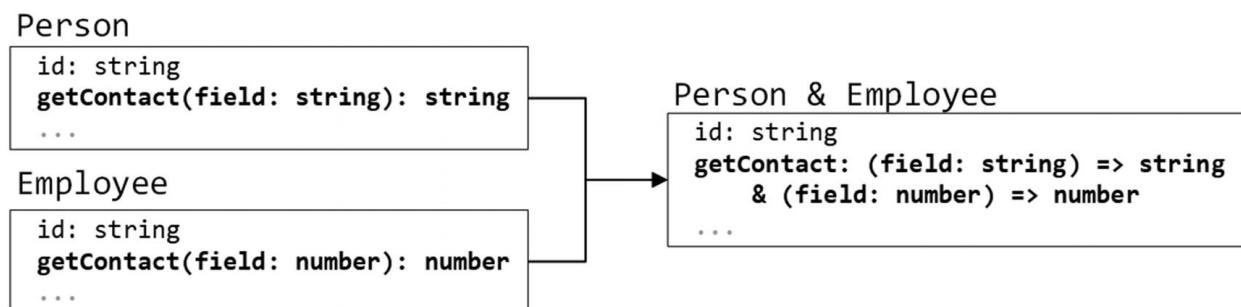 Person
id: string
getContact(field: string): string
...
Employee
id: string
getContact(field: number): number
...
Person & Employee
id: string
getContact: (field: string) => string
& (field: number) => number
...